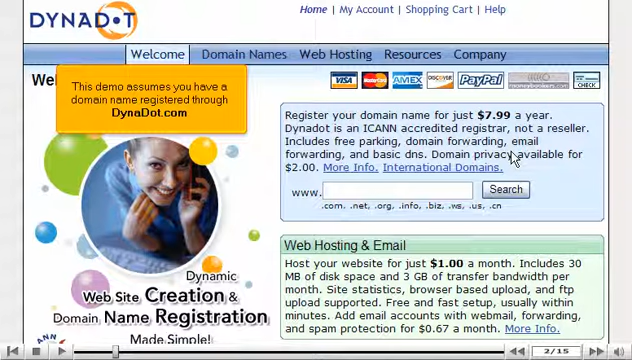 DYNADOT
Home | My Account | Shopping Cart | Help
Welcome Domain Names Web Hosting Resources Company
Wel
This demo assumes you have a
domain name registered through
DynaDot.com
VISA MasterCard AMEX DISCOVER PayPal moneybookers CHECK
Register your domain name for just $7.99 a year.
Dynadot is an ICANN accredited registrar, not a reseller.
Includes free parking, domain forwarding, email
forwarding, and basic dns. Domain privacy available for
$2.00. More Info. International Domains.
www. Search
.com, .net, .org, .info, .biz, .ws, .us, .cn
Dynamic
Web Site Creation &
Domain Name Registration
Made Simple!
Web Hosting & Email
Host your website for just $1.00 a month. Includes 30
MB of disk space and 3 GB of transfer bandwidth per
month. Site statistics, browser based upload, and ftp
upload supported. Free and fast setup, usually within
minutes. Add email accounts with webmail, forwarding,
and spam protection for $0.67 a month. More Info.
2/15